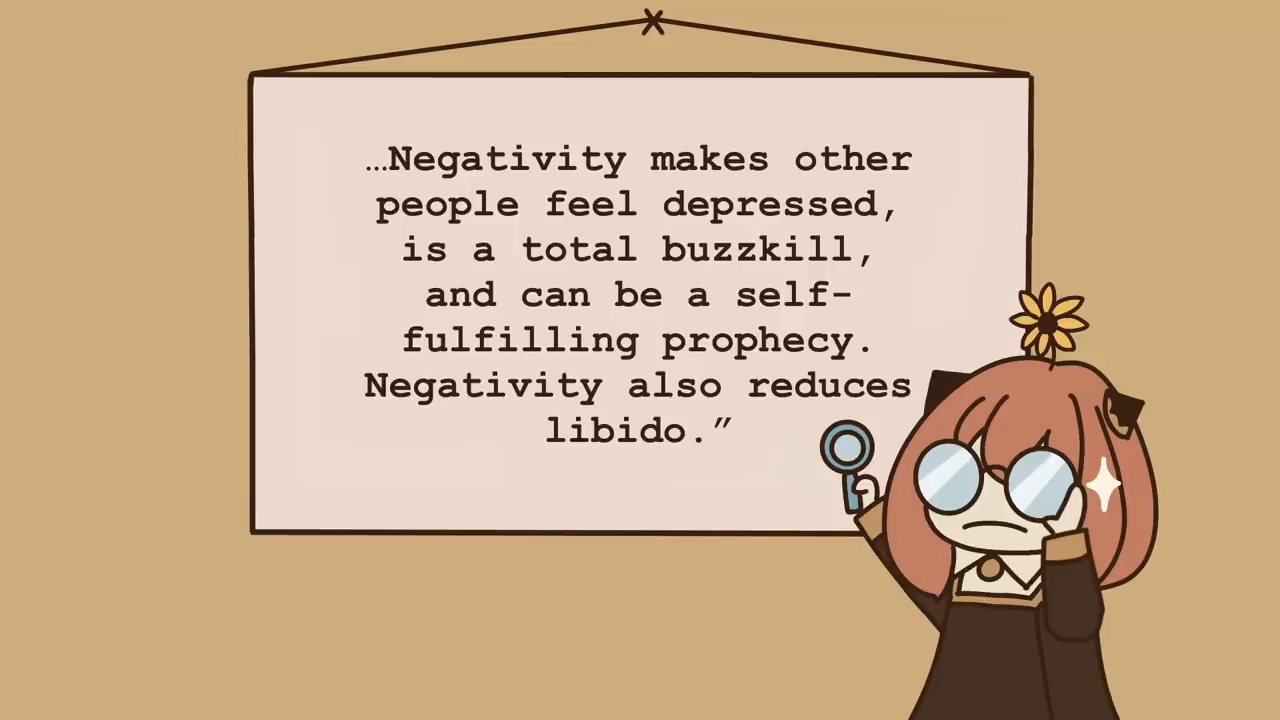 …Negativity makes other
people feel depressed,
is a total buzzkill,
and can be a self-
fulfilling prophecy.
Negativity also reduces
libido.”